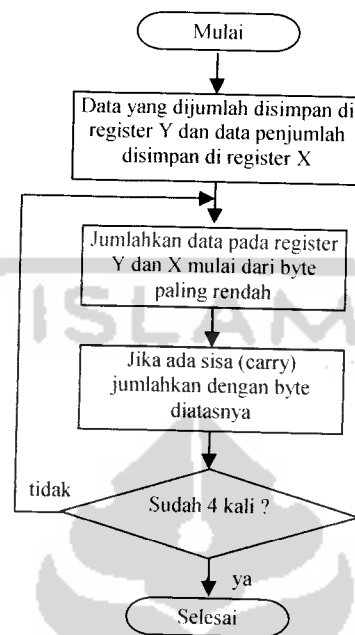 Mulai
Data yang dijumlah disimpan di
register Y dan data penjumlah
disimpan di register X
Jumlahkan data pada register
Y dan X mulai dari byte
paling rendah
ISLAM
Jika ada sisa (carry)
jumlahkan dengan byte
diatasnya
tidak
Sudah 4 kali ?
ya
Selesai